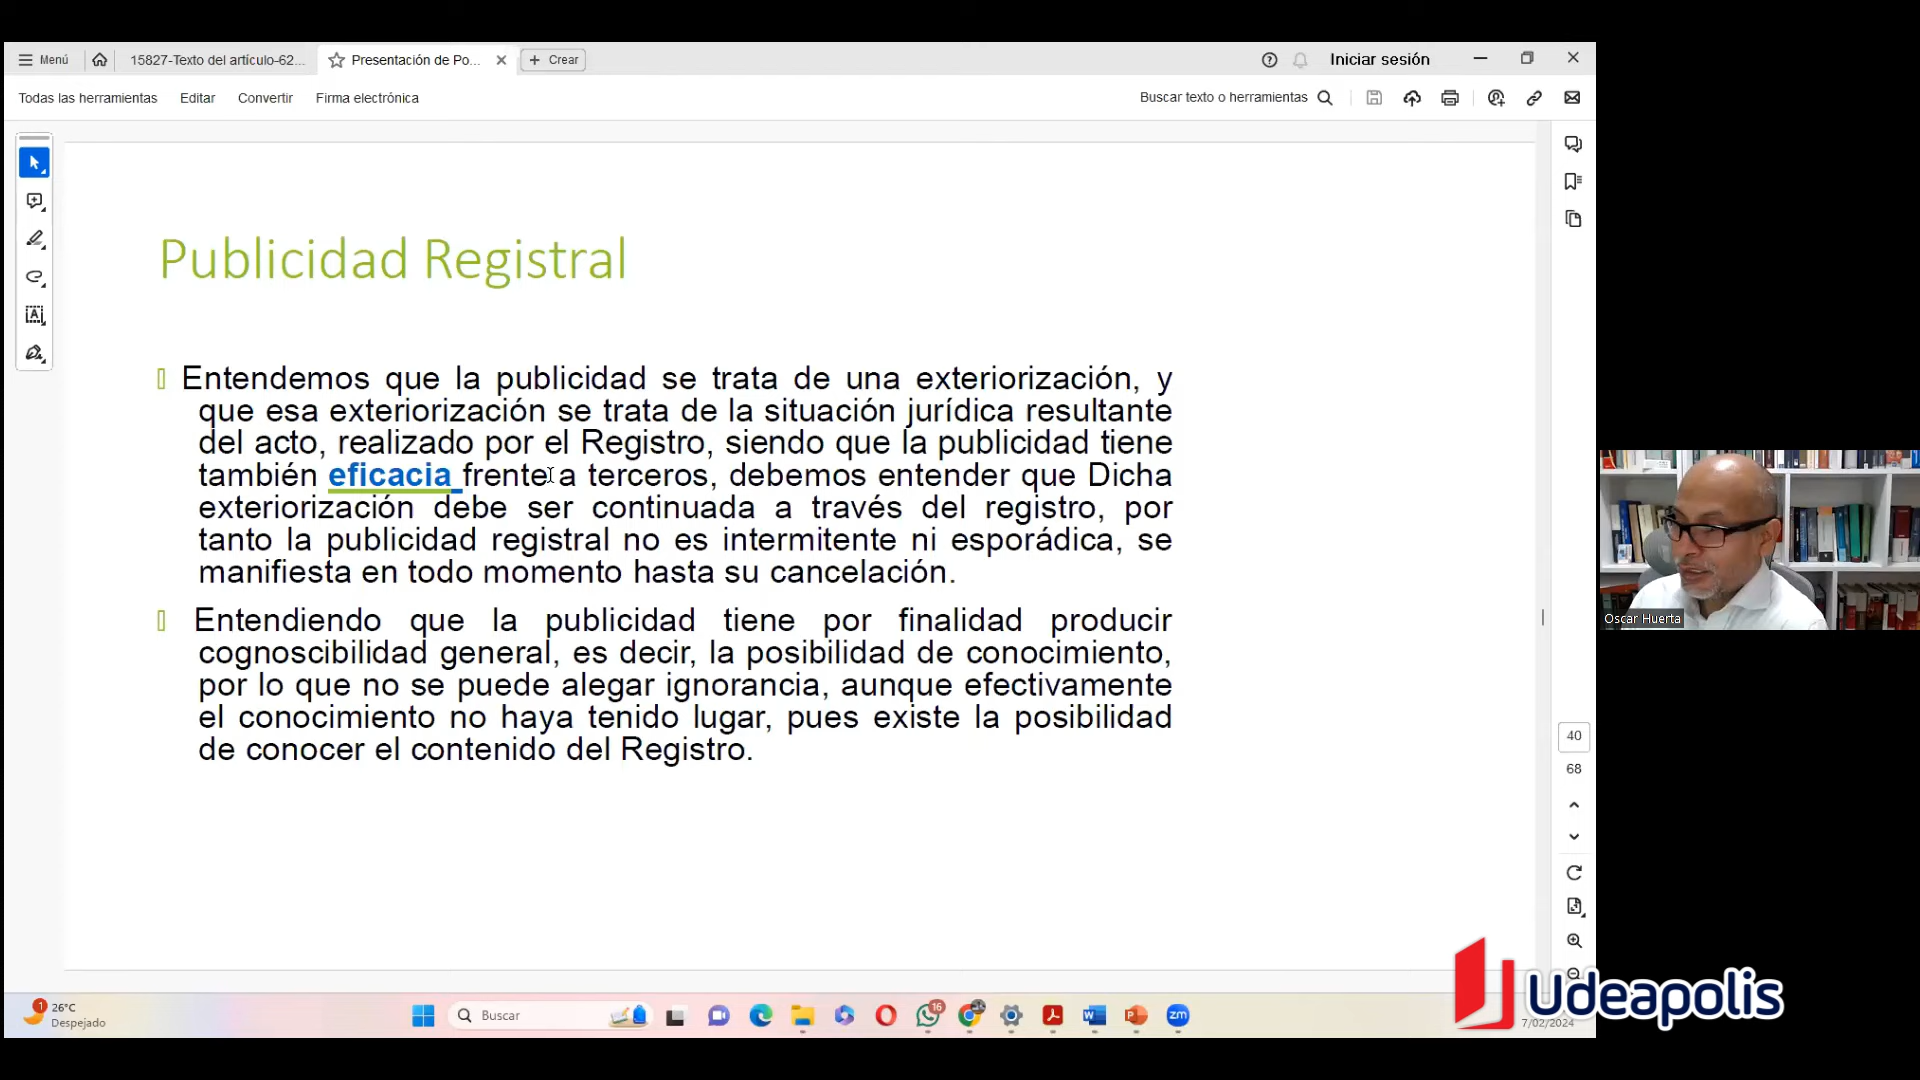 Menú
15827-Texto del artículo-62...
Presentación de Po...
Crear
Iniciar sesión
Todas las herramientas
Editar
Convertir
Firma electrónica
Buscar texto o herramientas
Publicidad Registral
Entendemos que la publicidad se trata de una exteriorización, y
que esa exteriorización se trata de la situación jurídica resultante
del acto, realizado por el Registro, siendo que la publicidad tiene
también eficacia frente a terceros, debemos entender que Dicha
exteriorización debe ser continuada a través del registro, por
tanto la publicidad registral no es intermitente ni esporádica, se
manifiesta en todo momento hasta su cancelación.
Entendiendo que la publicidad tiene por finalidad producir
cognoscibilidad general, es decir, la posibilidad de conocimiento,
por lo que no se puede alegar ignorancia, aunque efectivamente
el conocimiento no haya tenido lugar, pues existe la posibilidad
de conocer el contenido del Registro.
Oscar Huerta
40
68
1
26°C
Despejado
Buscar
16
zm
Udeapolis
7/02/2024